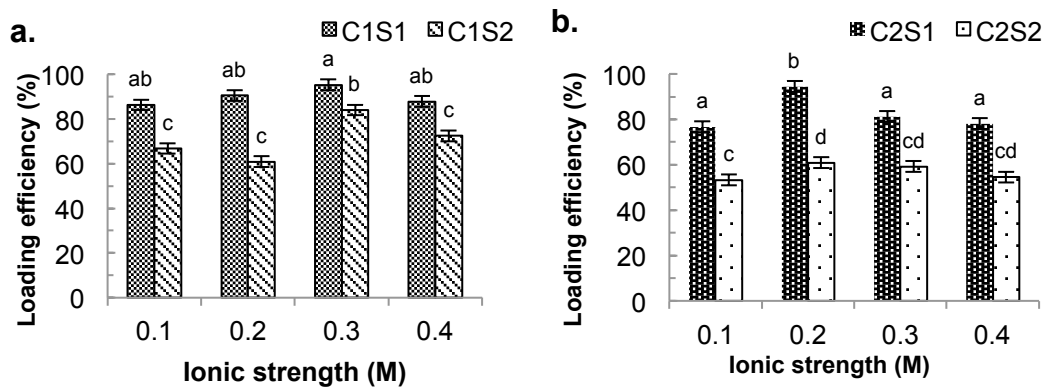 a.
C1S1 C1S2
Loading efficiency (%)
100
80
60
40
20
0
ab ab a ab
c c b c
0.1 0.2 0.3 0.4
Ionic strength (M)
b.
C2S1 C2S2
Loading efficiency (%)
100
80
60
40
20
0
a b a a
c d cd cd
0.1 0.2 0.3 0.4
Ionic strength (M)